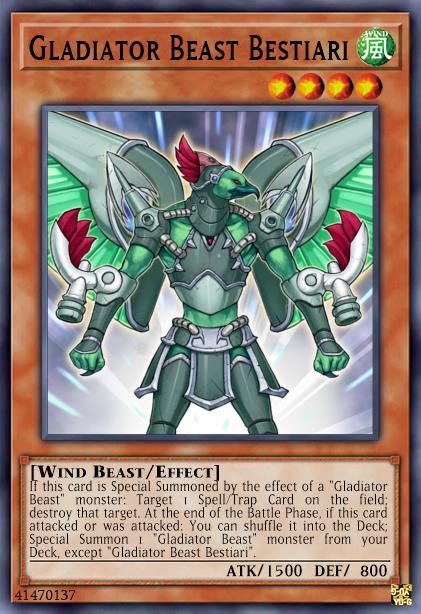 GLADIATOR BEAST BESTIARI
WIND
風
[WIND BEAST/EFFECT]
If this card is Special Summoned by the effect of a "Gladiator
Beast" monster: Target 1 Spell/Trap Card on the field;
destroy that target. At the end of the Battle Phase, if this card
attacked or was attacked: You can shuffle it into the Deck;
Special Summon 1 "Gladiator Beast" monster from your
Deck, except "Gladiator Beast Bestiari".
ATK/1500 DEF/ 800
41470137